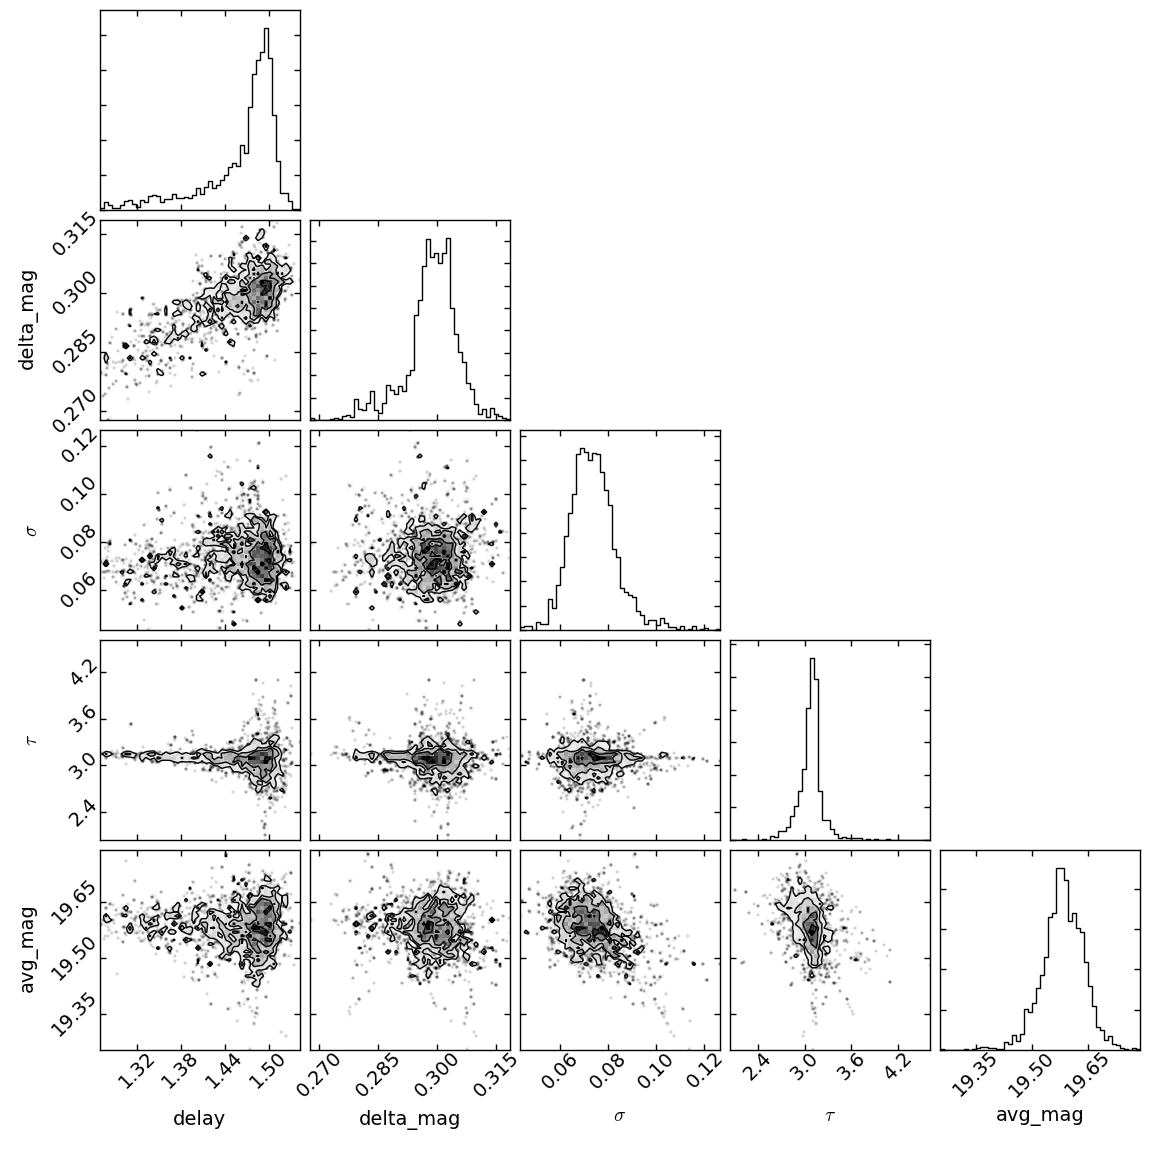 0.315
0.300
0.285
0.270
delta_mag
0.12
0.10
0.08
0.06
σ
4.2
3.6
3.0
2.4
τ
19.65
19.50
19.35
avg_mag
1.32 1.38 1.44 1.50
0.270 0.285 0.300 0.315
0.06 0.08 0.10 0.12
2.4 3.0 3.6 4.2
19.35 19.50 19.65
delay delta_mag σ τ avg_mag